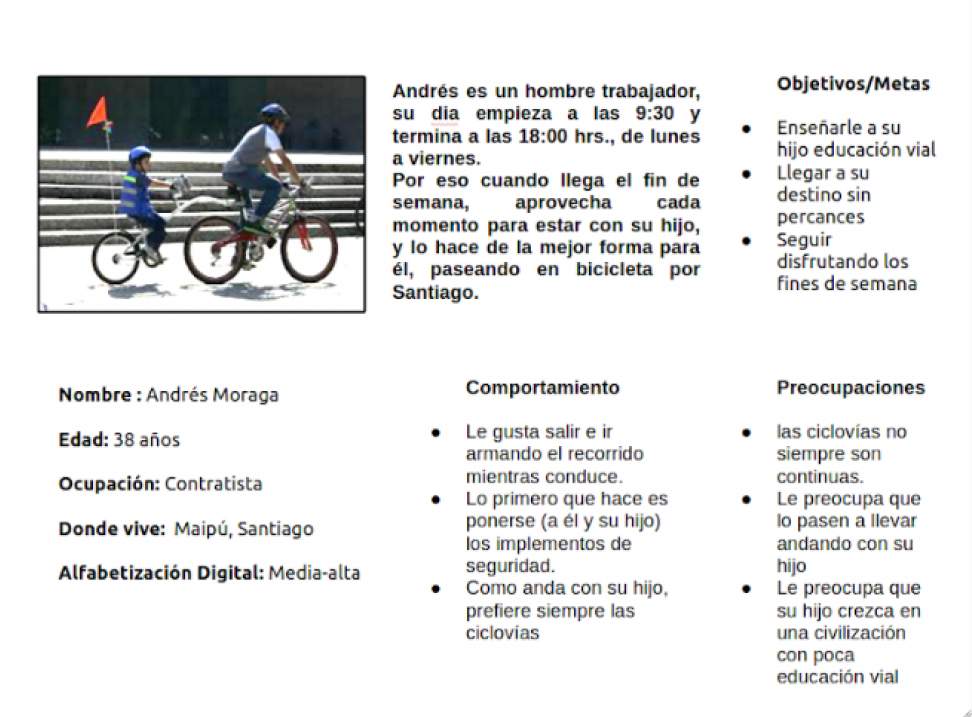 Andrés es un hombre trabajador,
su dia empieza a las 9:30 y
termina a las 18:00 hrs., de lunes
a viernes.
Por eso cuando llega el fin de
semana, aprovecha cada
momento para estar con su hijo,
y lo hace de la mejor forma para
él, paseando en bicicleta por
Santiago.
Objetivos/Metas
● Enseñarle a su
hijo educación vial
● Llegar a su
destino sin
percances
● Seguir
disfrutando los
fines de semana
Nombre : Andrés Moraga
Edad: 38 años
Ocupación: Contratista
Donde vive: Maipú, Santiago
Alfabetización Digital: Media-alta
Comportamiento
● Le gusta salir e ir
armando el recorrido
mientras conduce.
● Lo primero que hace es
ponerse (a él y su hijo)
los implementos de
seguridad.
● Como anda con su hijo,
prefiere siempre las
ciclovías
Preocupaciones
● las ciclovías no
siempre son
continuas.
● Le preocupa que
lo pasen a llevar
andando con su
hijo
● Le preocupa que
su hijo crezca en
una civilización
con poca
educación vial